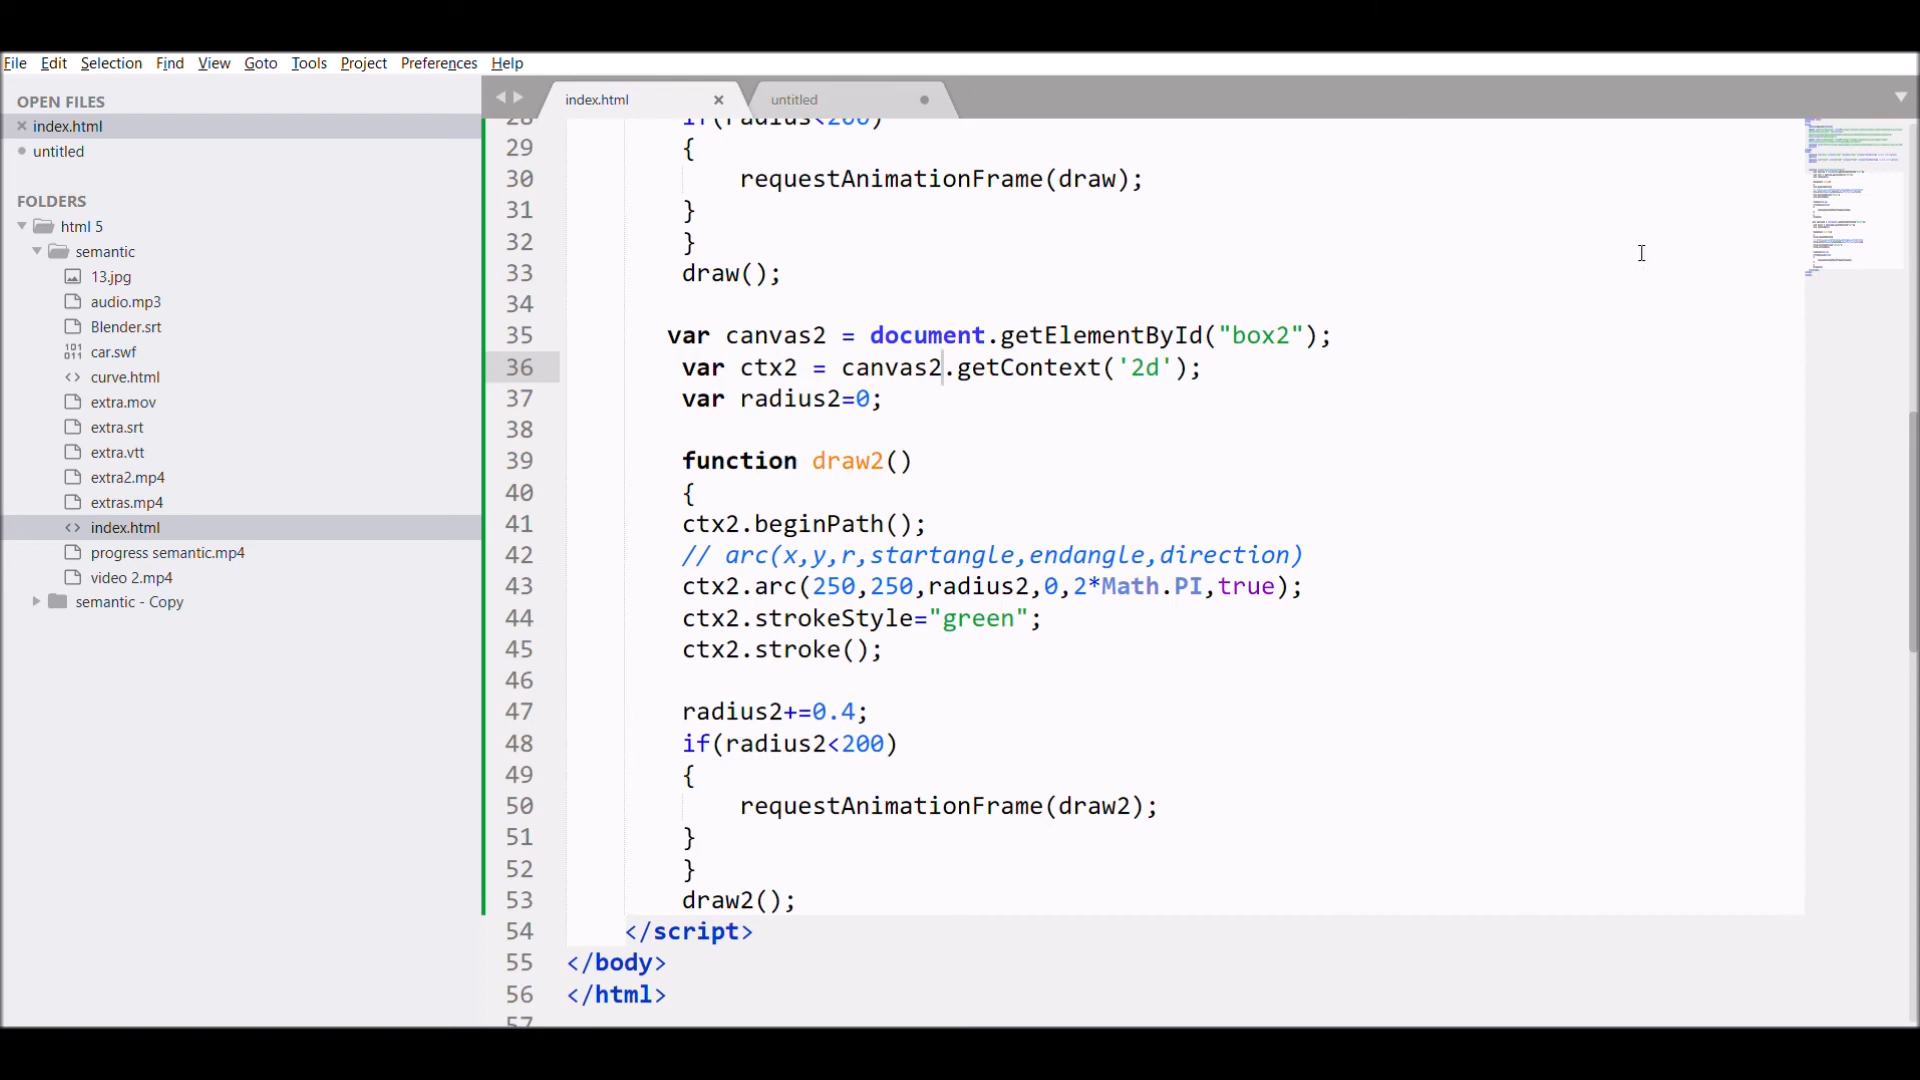 File Edit Selection Find View Goto Tools Project Preferences Help
OPEN FILES
index.html
untitled
FOLDERS
html 5
semantic
13.jpg
audio.mp3
Blender.srt
car.swf
curve.html
extra.mov
extra.srt
extra.vtt
extra2.mp4
extras.mp4
index.html
progress semantic.mp4
video 2.mp4
semantic - Copy
index.html untitled
28 if(radius<200)
29 {
30 requestAnimationFrame(draw);
31 }
32 }
33 draw();
34
35 var canvas2 = document.getElementById("box2");
36 var ctx2 = canvas2.getContext('2d');
37 var radius2=0;
38
39 function draw2()
40 {
41 ctx2.beginPath();
42 // arc(x,y,r,startangle,endangle,direction)
43 ctx2.arc(250,250,radius2,0,2*Math.PI,true);
44 ctx2.strokeStyle="green";
45 ctx2.stroke();
46
47 radius2+=0.4;
48 if(radius2<200)
49 {
50 requestAnimationFrame(draw2);
51 }
52 }
53 draw2();
54 </script>
55 </body>
56 </html>
57